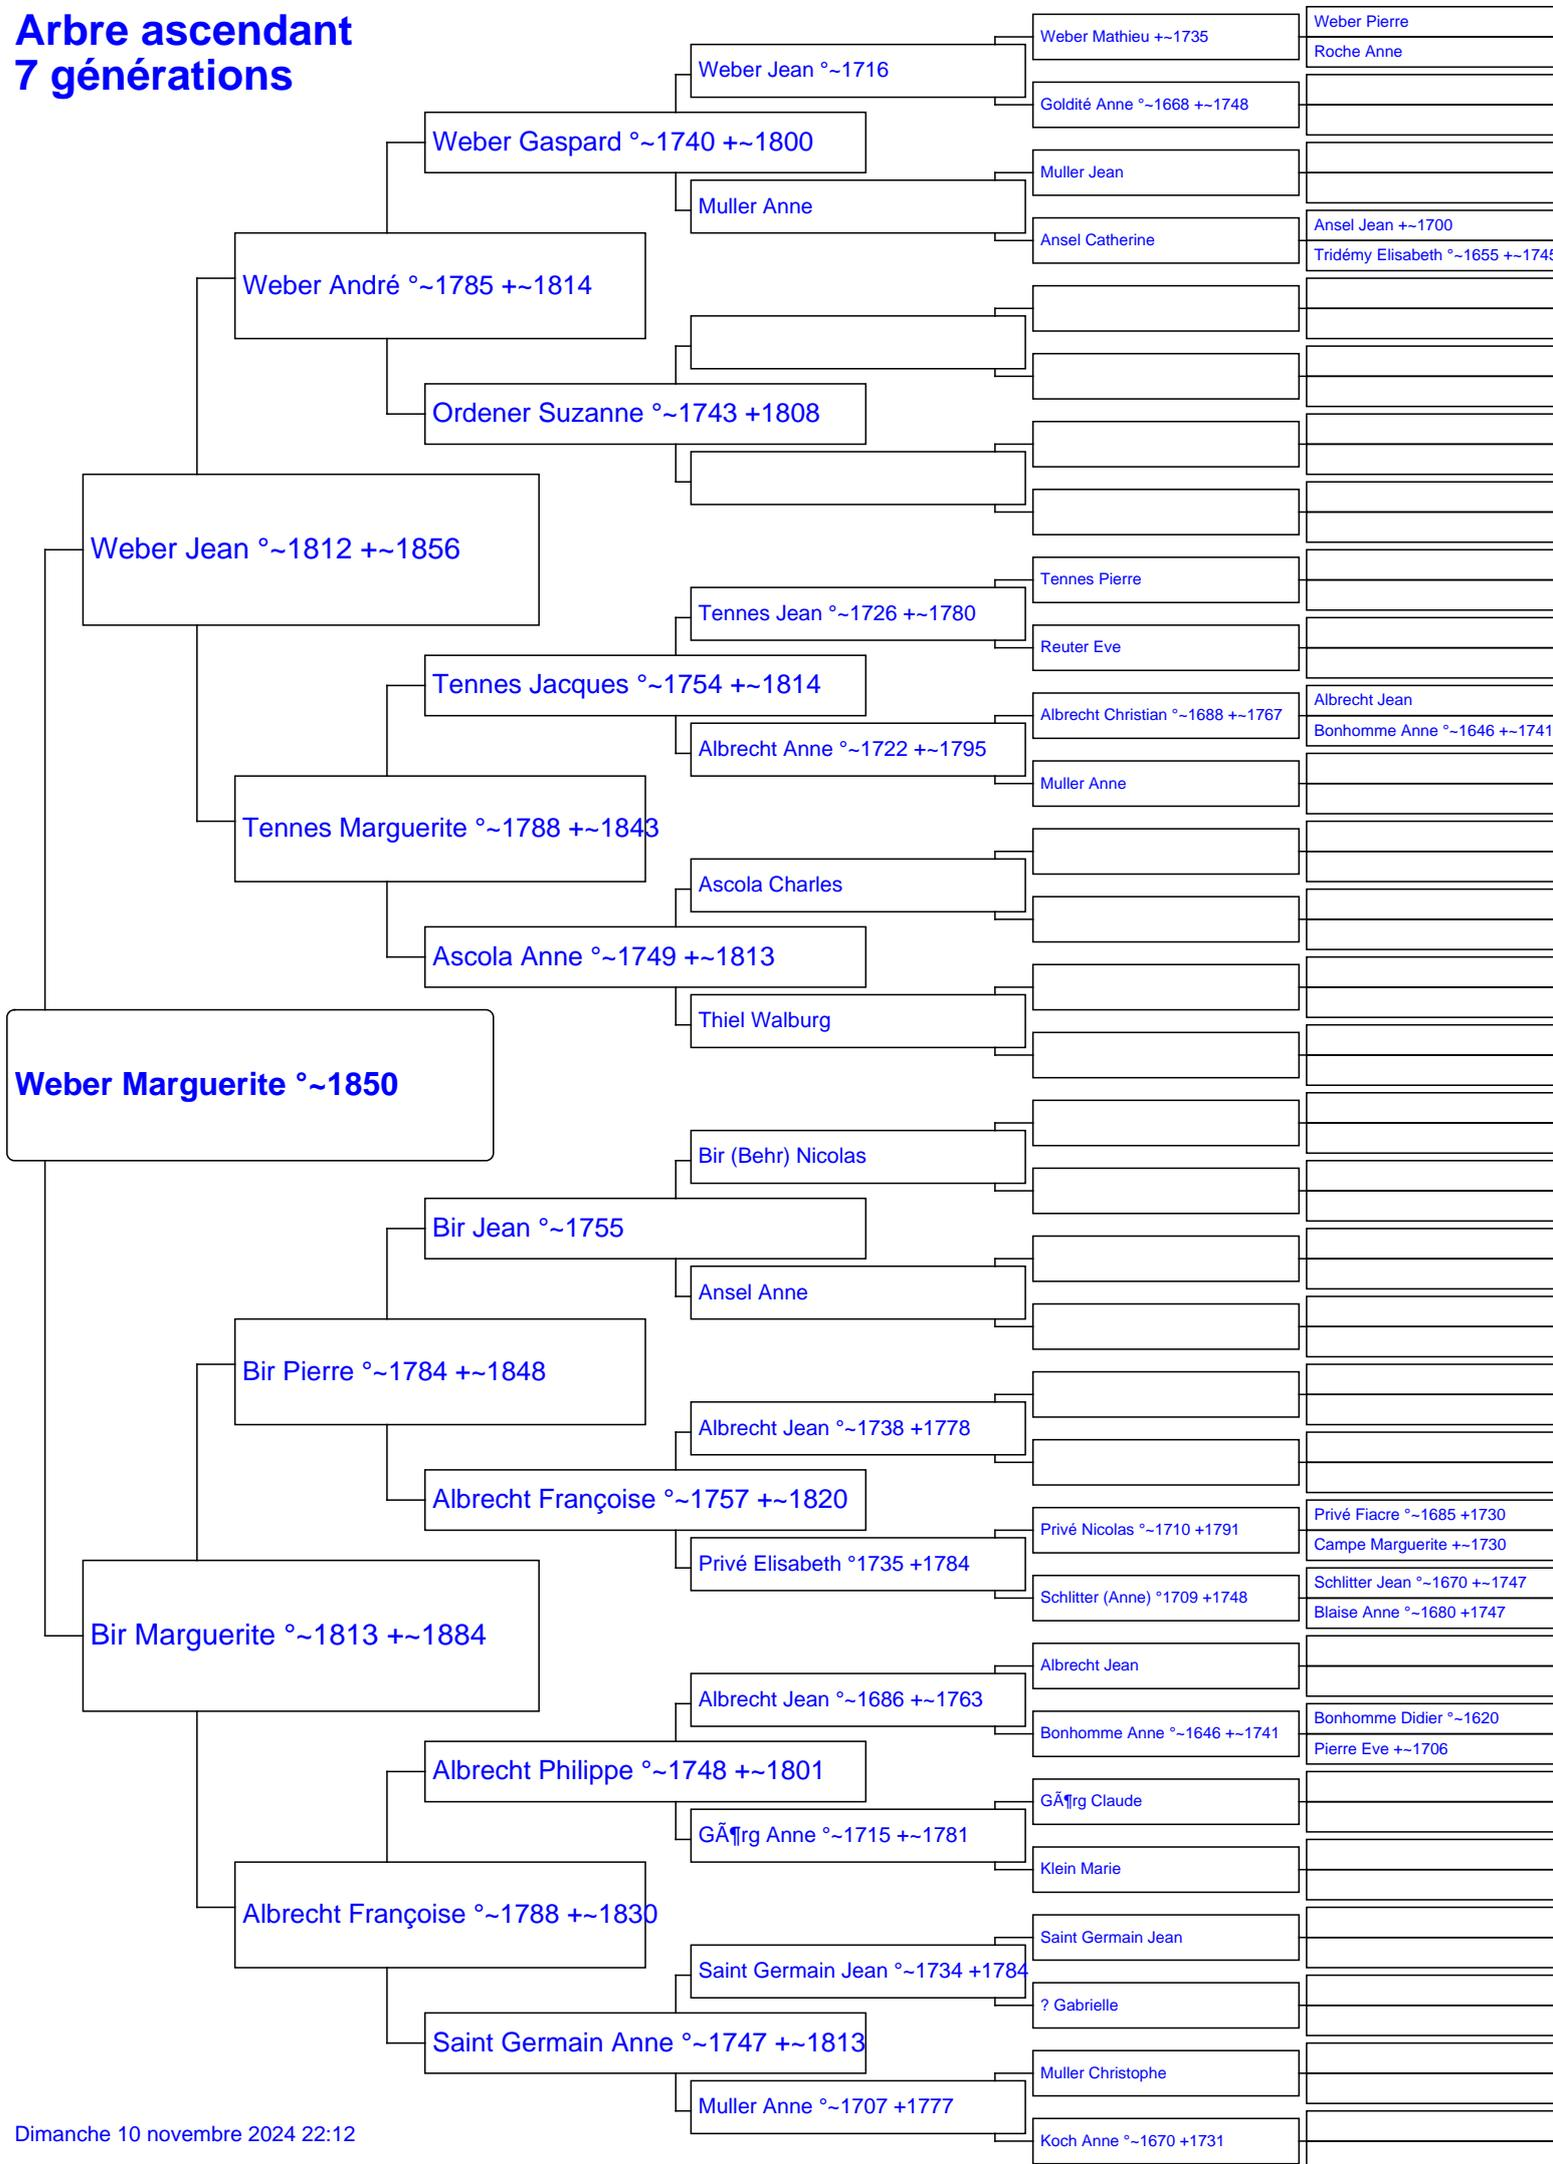 Arbre ascendant
7 générations
Weber Pierre
Weber Mathieu +~1735
Roche Anne
Weber Jean °~1716
Goldité Anne °~1668 +~1748
Weber Gaspard °~1740 +~1800
Muller Jean
Muller Anne
Ansel Jean +~1700
Ansel Catherine
Tridémy Elisabeth °~1655 +~1745
Weber André °~1785 +~1814
Ordener Suzanne °~1743 +1808
Weber Jean °~1812 +~1856
Tennes Pierre
Tennes Jean °~1726 +~1780
Reuter Eve
Tennes Jacques °~1754 +~1814
Albrecht Jean
Albrecht Christian °~1688 +~1767
Bonhomme Anne °~1646 +~1741
Albrecht Anne °~1722 +~1795
Muller Anne
Tennes Marguerite °~1788 +~1843
Ascola Charles
Ascola Anne °~1749 +~1813
Thiel Walburg
Weber Marguerite °~1850
Bir (Behr) Nicolas
Bir Jean °~1755
Ansel Anne
Bir Pierre °~1784 +~1848
Albrecht Jean °~1738 +1778
Albrecht Françoise °~1757 +~1820
Privé Fiacre °~1685 +1730
Privé Nicolas °~1710 +1791
Campe Marguerite +~1730
Privé Elisabeth °1735 +1784
Schlitter Jean °~1670 +~1747
Schlitter (Anne) °1709 +1748
Blaise Anne °~1680 +1747
Bir Marguerite °~1813 +~1884
Albrecht Jean
Albrecht Jean °~1686 +~1763
Bonhomme Didier °~1620
Bonhomme Anne °~1646 +~1741
Pierre Eve +~1706
Albrecht Philippe °~1748 +~1801
GÃ¶rg Claude
GÃ¶rg Anne °~1715 +~1781
Klein Marie
Albrecht Françoise °~1788 +~1830
Saint Germain Jean
Saint Germain Jean °~1734 +1784
? Gabrielle
Saint Germain Anne °~1747 +~1813
Muller Christophe
Muller Anne °~1707 +1777
Koch Anne °~1670 +1731
Dimanche 10 novembre 2024 22:12